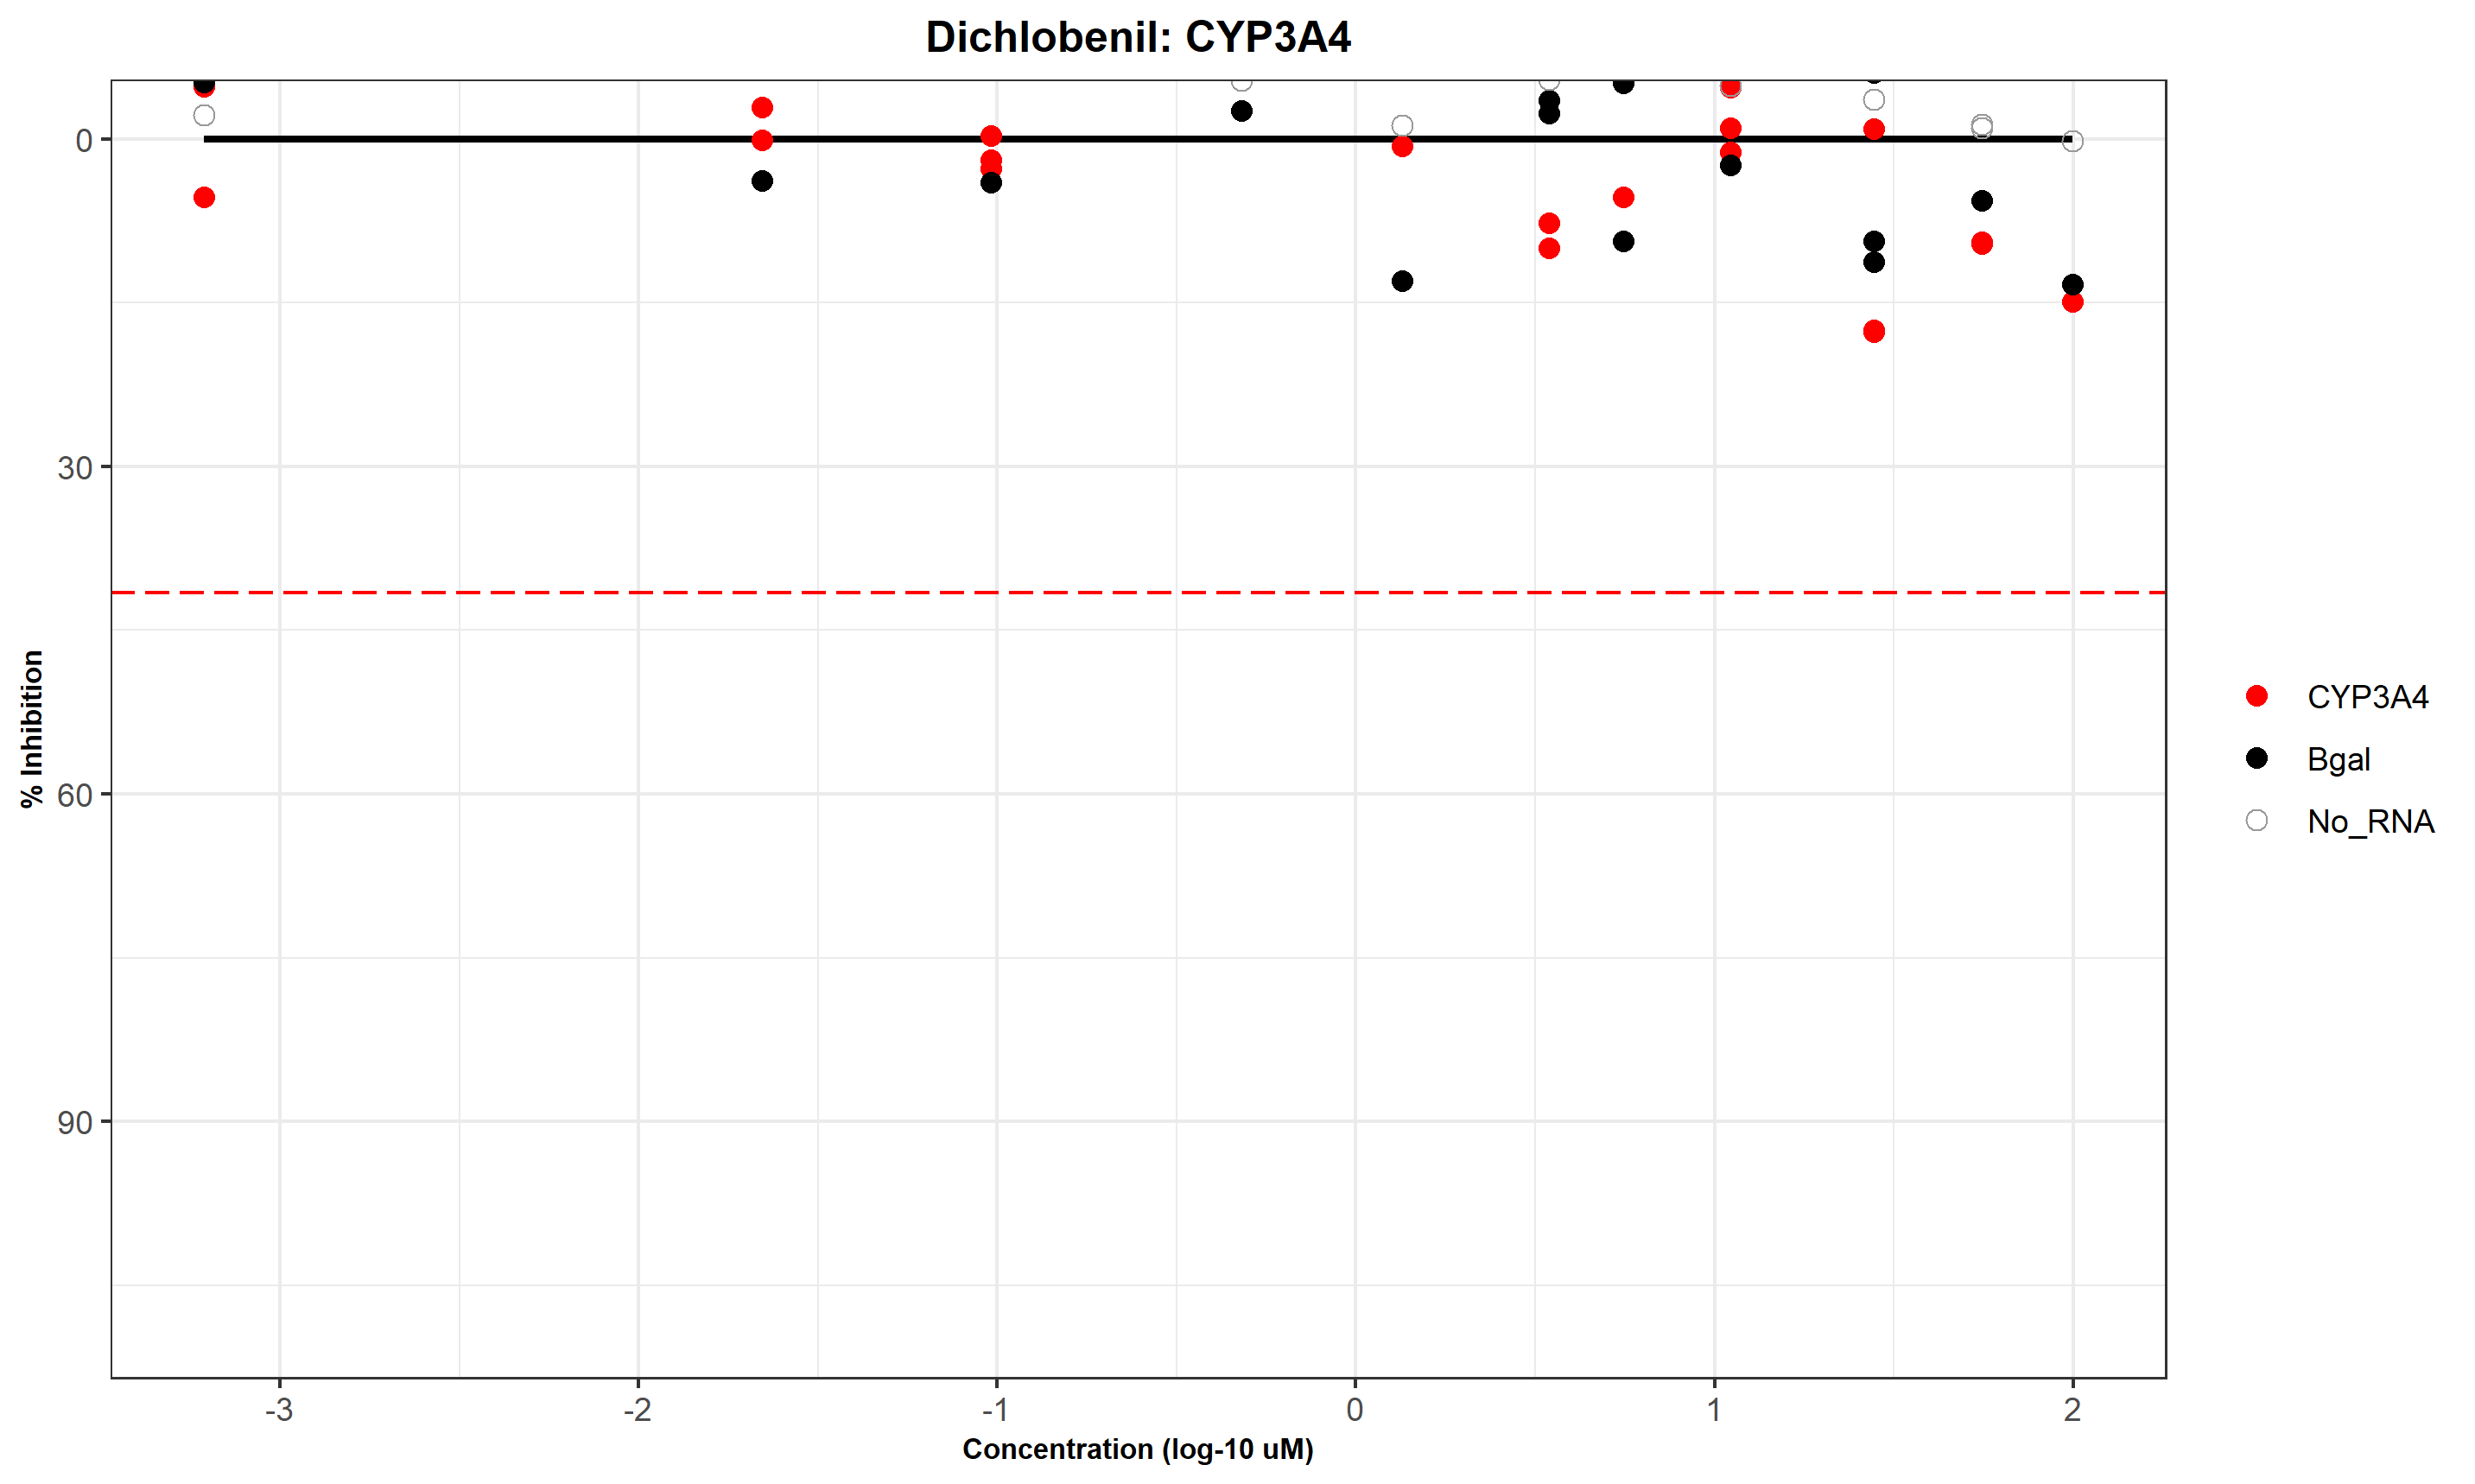 Dichlobenil: CYP3A4
0
30
60
90
% Inhibition
-3
-2
-1
0
1
2
Concentration (log-10 uM)
CYP3A4
Bgal
No_RNA